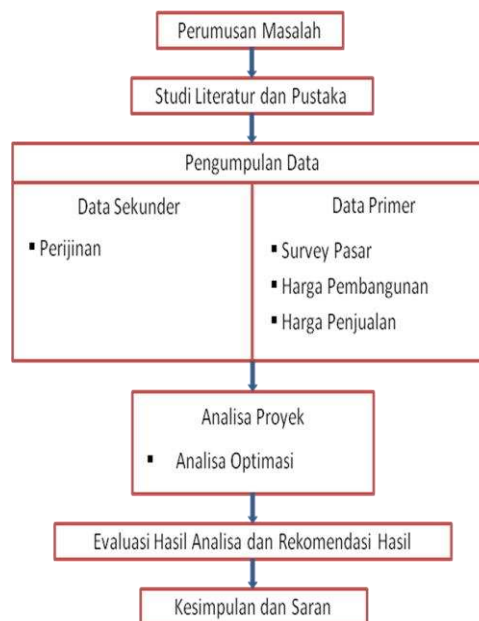 Perumusan Masalah
Studi Literatur dan Pustaka
Pengumpulan Data
Data Sekunder
▪ Perijinan
Data Primer
▪ Survey Pasar
▪ Harga Pembangunan
▪ Harga Penjualan
Analisa Proyek
▪ Analisa Optimasi
Evaluasi Hasil Analisa dan Rekomendasi Hasil
Kesimpulan dan Saran